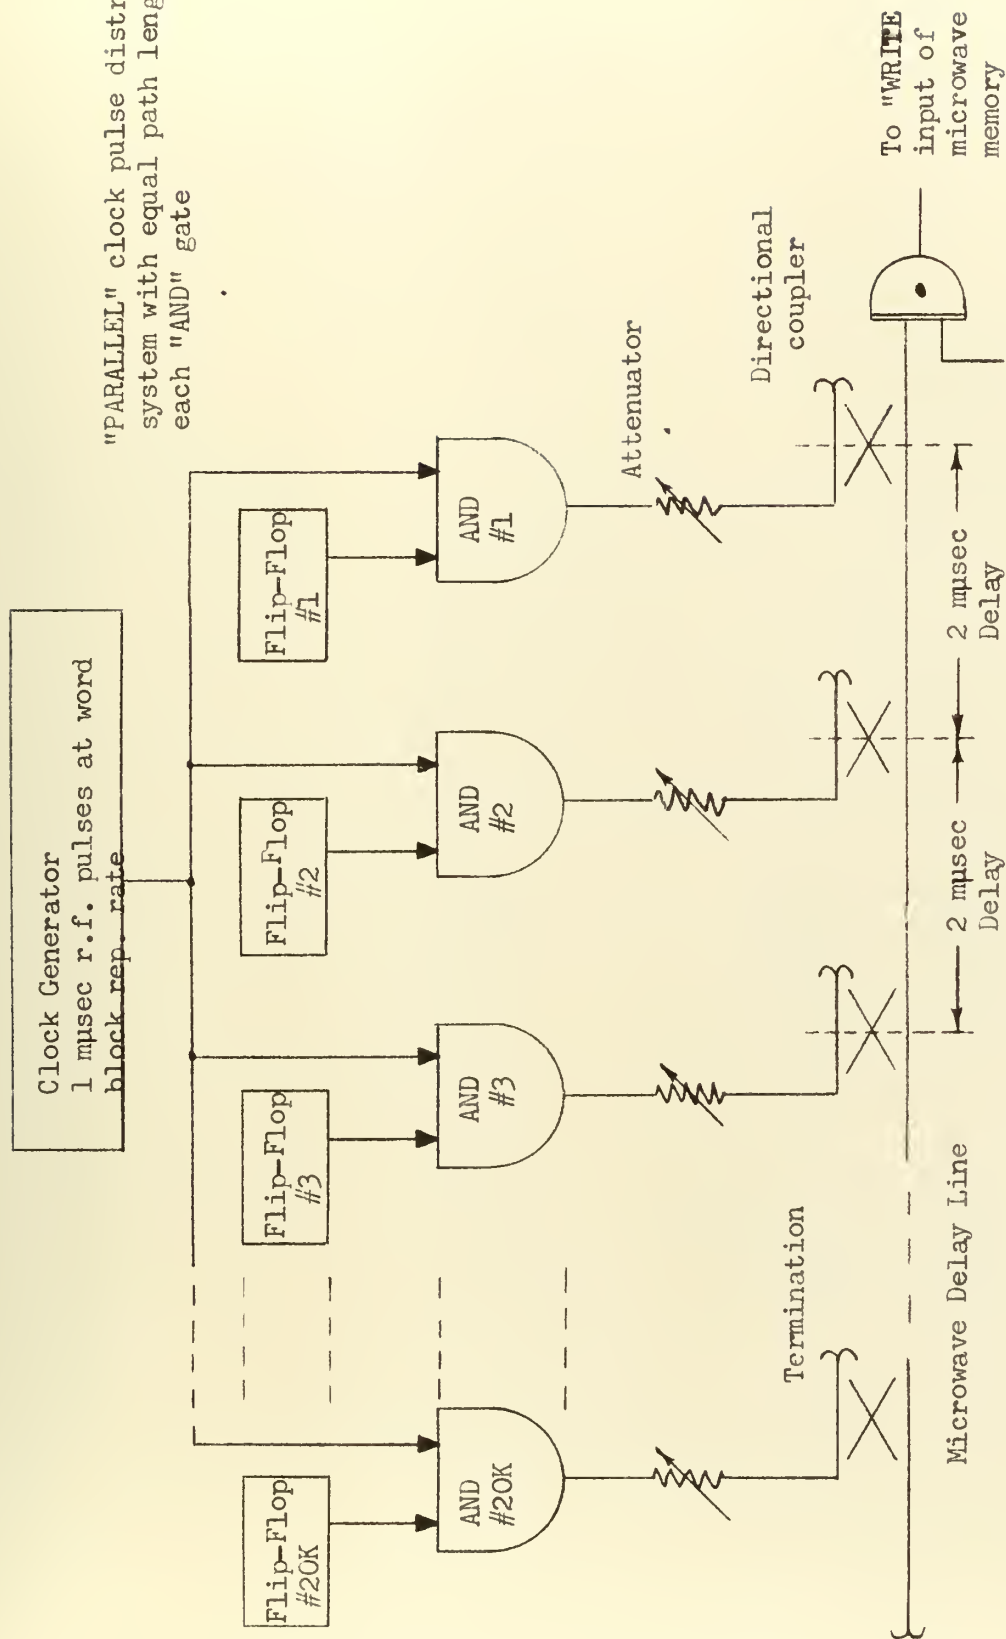 "PARALLEL" clock pulse
system with equal path
each "AND" gate
Clock Generator
1 mμsec r.f. pulses at word
block rep. rate
Flip-Flop
#20K
Flip-Flop
#3
Flip-Flop
#2
Flip-Flop
#1
AND
#20K
AND
#3
AND
#2
AND
#1
Attenuator
Termination
Directional
coupler
To "WRITE
input of
microwave
memory
Microwave Delay Line
2 mμsec
Delay
2 mμsec
Delay